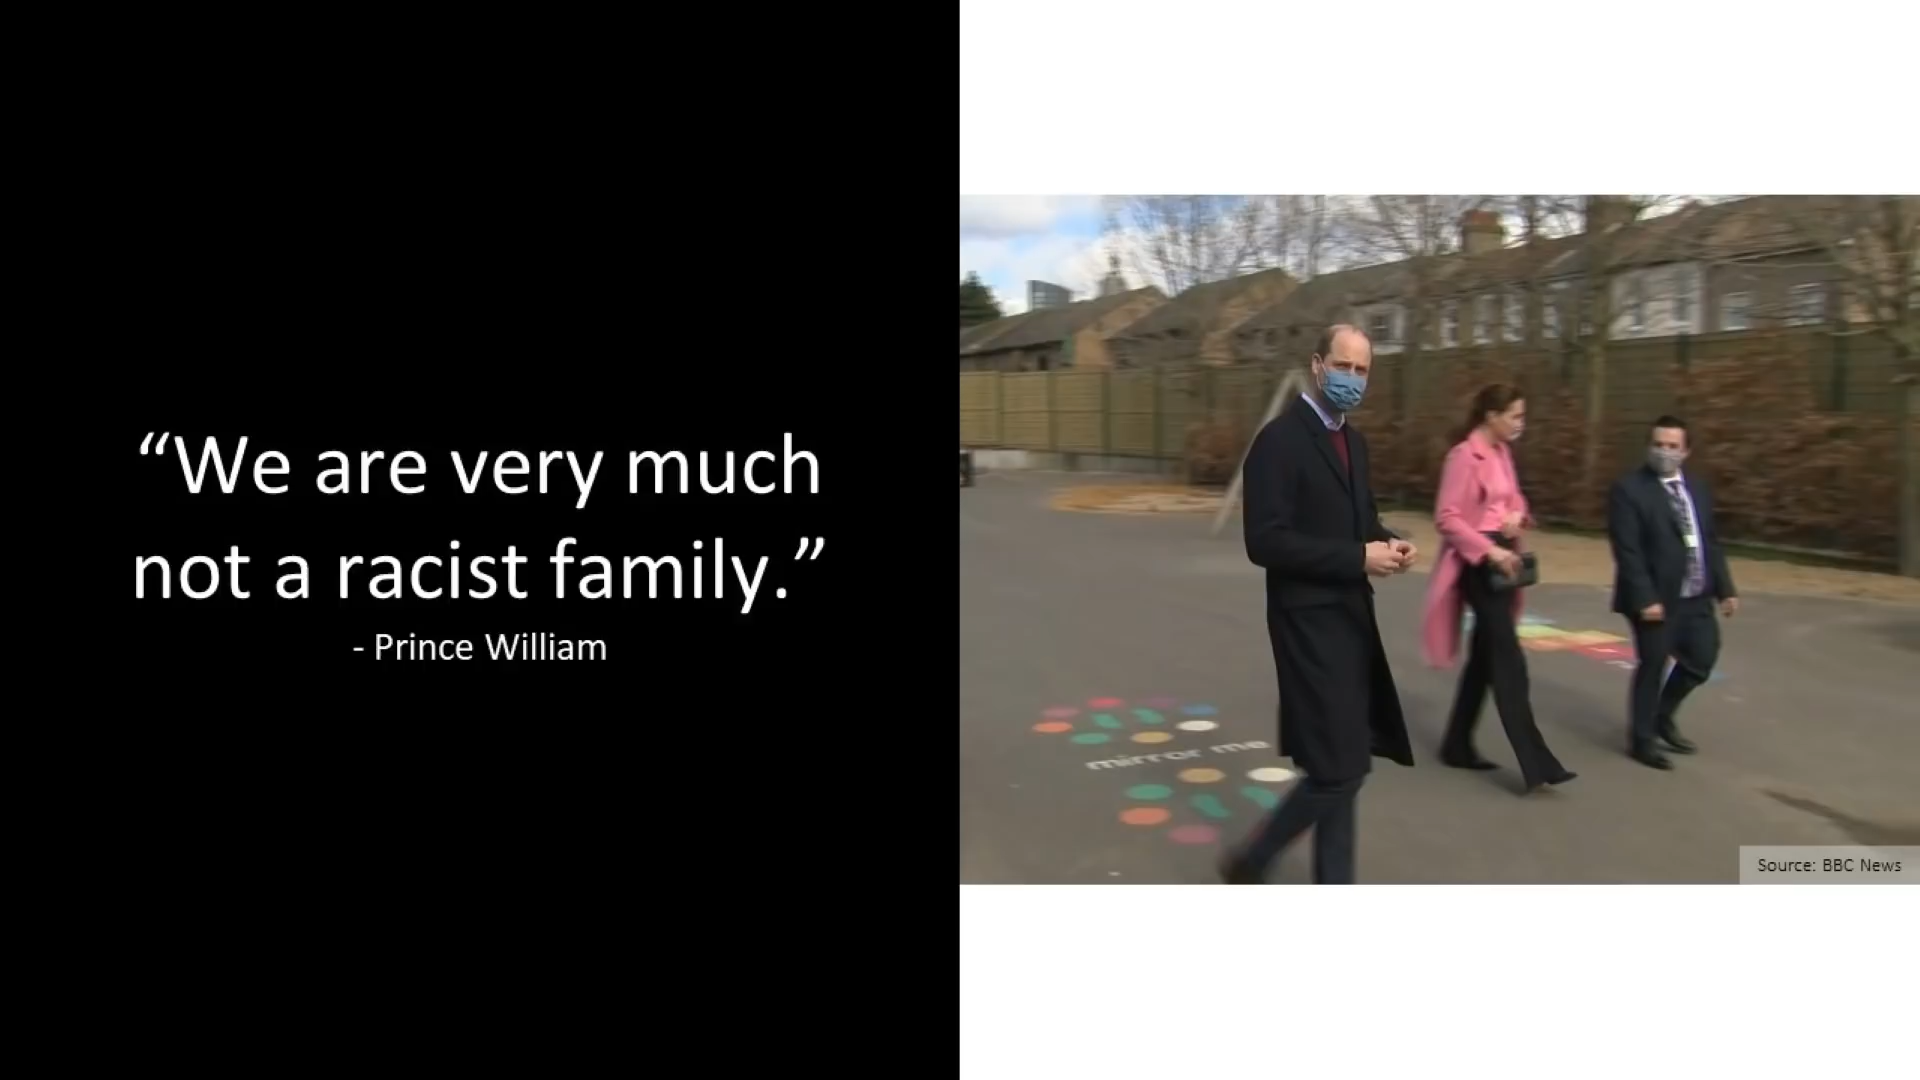 “We are very much
not a racist family.”
- Prince William
mirror me
Source: BBC News